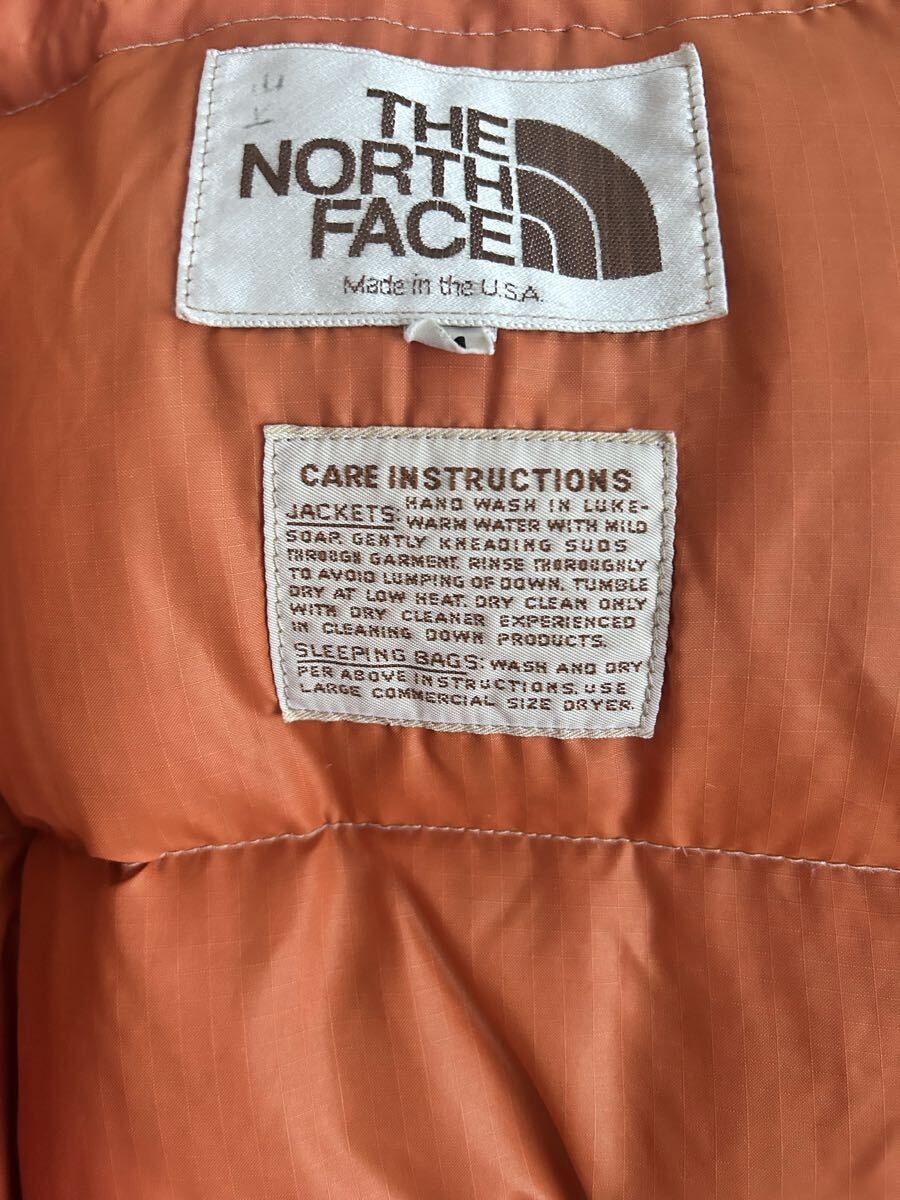 THE
NORTH
FACE
Made in the U.S.A.
CARE INSTRUCTIONS
JACKETS: HAND WASH IN LUKE-
WARM WATER WITH MILD
SOAP, GENTLY KNEADING SUDS
THROUGH GARMENT. RINSE THOROUGHLY
TO AVOID LUMPING OF DOWN. TUMBLE
DRY AT LOW HEAT. DRY CLEAN ONLY
WITH DRY CLEANER EXPERIENCED
IN CLEANING DOWN PRODUCTS.
SLEEPING BAGS: WASH AND DRY
PER ABOVE INSTRUCTIONS. USE
LARGE COMMERCIAL SIZE DRYER.